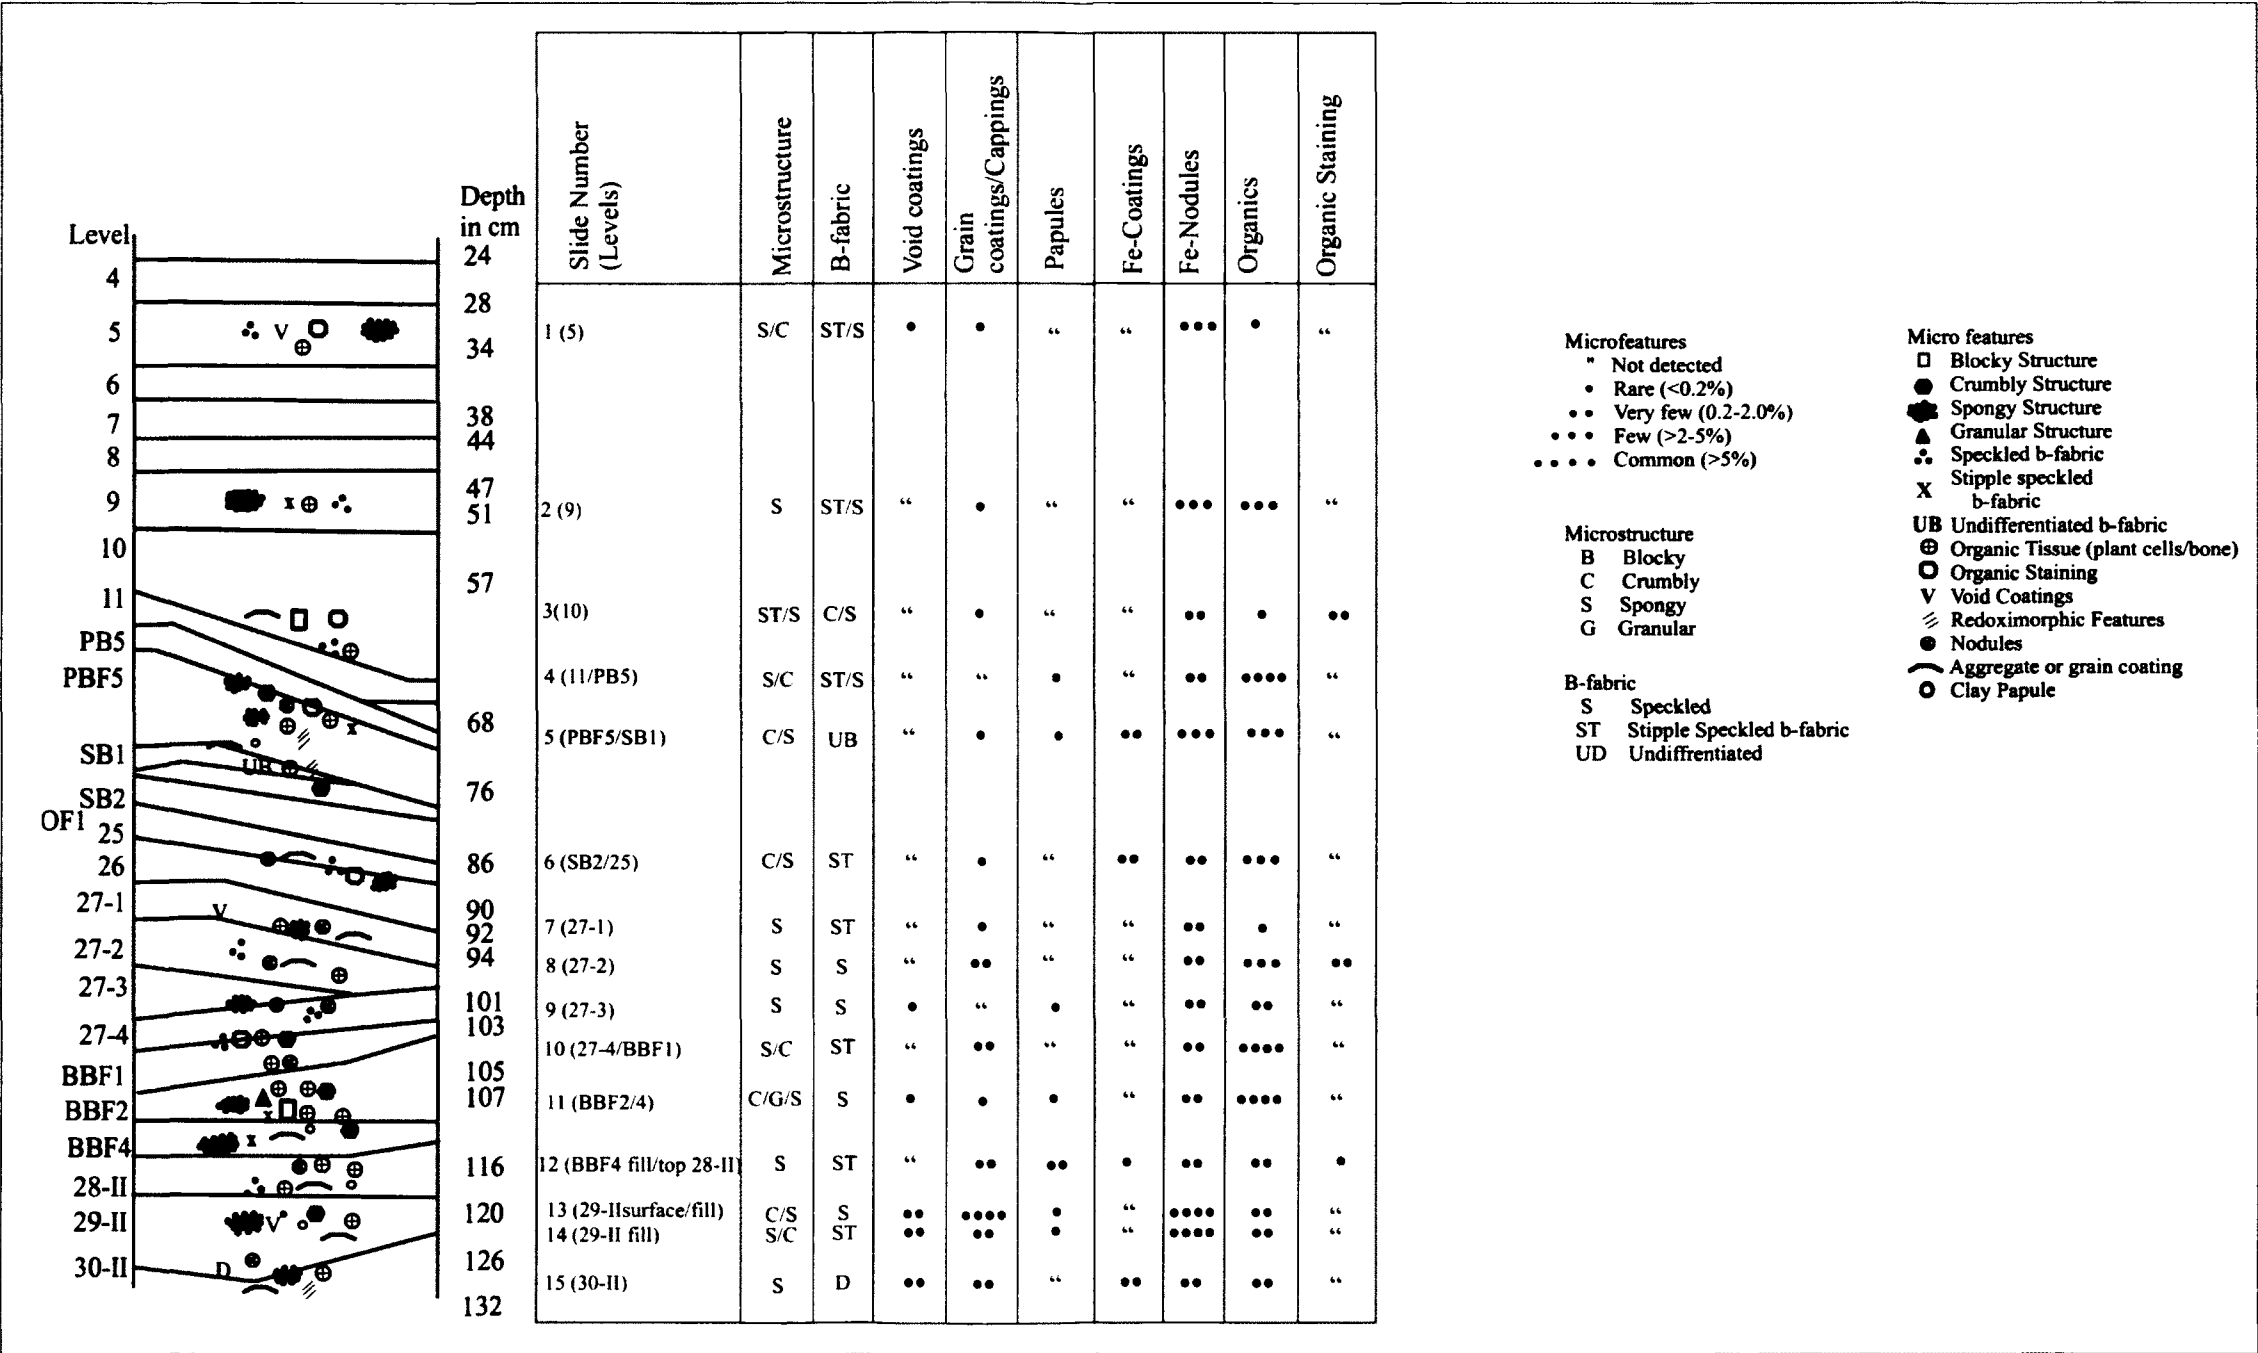 Level
4
5
6
7
8
9
10
11
PB5
PBF5
SB1
SB2
OF1
25
26
27-1
27-2
27-3
27-4
BBF1
BBF2
BBF4
28-II
29-II
30-II
V
x
x
UB
V
x
x
V
D
Depth
in cm
24
28
34
38
44
47
51
57
68
76
86
90
92
94
101
103
105
107
116
120
126
132
Slide Number
(Levels)
Microstructure
B-fabric
Void coatings
Grain
coatings/Cappings
Papules
Fe-Coatings
Fe-Nodules
Organics
Organic Staining
1 (5) S/C ST/S • • “ “ ••• • “
2 (9) S ST/S “ • “ “ ••• ••• “
3(10) ST/S C/S “ • “ “ •• • ••
4 (11/PB5) S/C ST/S “ “ • “ •• •••• “
5 (PBF5/SB1) C/S UB “ • • •• ••• ••• “
6 (SB2/25) C/S ST “ • “ •• •• ••• “
7 (27-1) S ST “ • “ “ •• • “
8 (27-2) S S “ •• “ “ •• ••• ••
9 (27-3) S S • “ • “ •• •• “
10 (27-4/BBF1) S/C ST “ •• “ “ •• •••• “
11 (BBF2/4) C/G/S S • • • “ •• •••• “
12 (BBF4 fill/top 28-II) S ST “ •• •• • •• •• •
13 (29-IIsurface/fill) C/S S •• •••• • “ •••• •• “
14 (29-II fill) S/C ST •• •• • “ •••• •• “
15 (30-II) S D •• •• “ •• •• •• “
Microfeatures
" Not detected
• Rare (<0.2%)
•• Very few (0.2-2.0%)
••• Few (>2-5%)
•••• Common (>5%)
Microstructure
B Blocky
C Crumbly
S Spongy
G Granular
B-fabric
S Speckled
ST Stipple Speckled b-fabric
UD Undiffrentiated
Micro features
Blocky Structure
Crumbly Structure
Spongy Structure
Granular Structure
Speckled b-fabric
X Stipple speckled
b-fabric
UB Undifferentiated b-fabric
Organic Tissue (plant cells/bone)
Organic Staining
V Void Coatings
Redoximorphic Features
Nodules
Aggregate or grain coating
Clay Papule